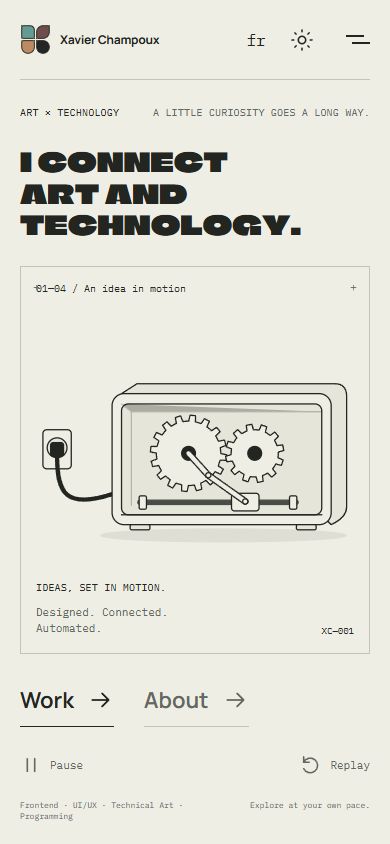 Xavier Champoux
fr
ART × TECHNOLOGY
A LITTLE CURIOSITY GOES A LONG WAY.
I CONNECT
ART AND
TECHNOLOGY.
01—04 / An idea in motion
+
IDEAS, SET IN MOTION.
Designed. Connected.
Automated.
XC—001
Work →
About →
Pause
Replay
Frontend · UI/UX · Technical Art ·
Programming
Explore at your own pace.